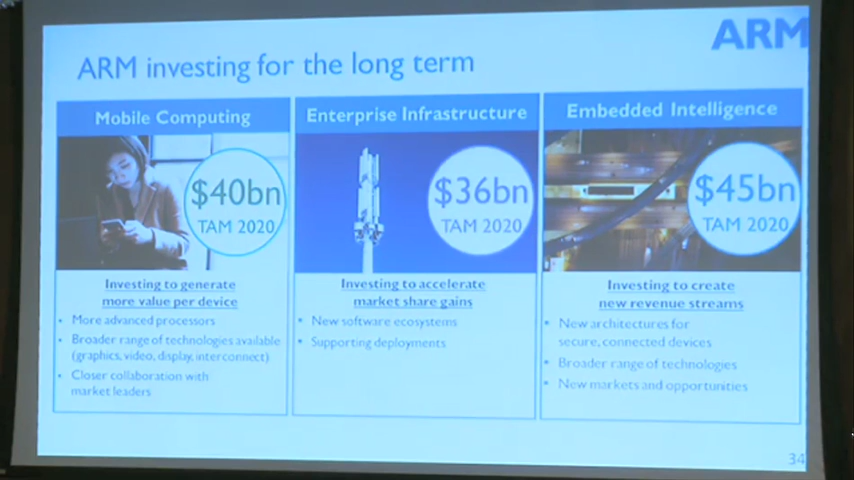 ARM
ARM investing for the long term
Mobile Computing
$40bn
TAM 2020
Investing to generate
more value per device
• More advanced processors
• Broader range of technologies available
(graphics, video, display, interconnect)
• Closer collaboration with
market leaders
Enterprise Infrastructure
$36bn
TAM 2020
Investing to accelerate
market share gains
• New software ecosystems
• Supporting deployments
Embedded Intelligence
$45bn
TAM 2020
Investing to create
new revenue streams
• New architectures for
secure, connected devices
• Broader range of technologies
• New markets and opportunities
34